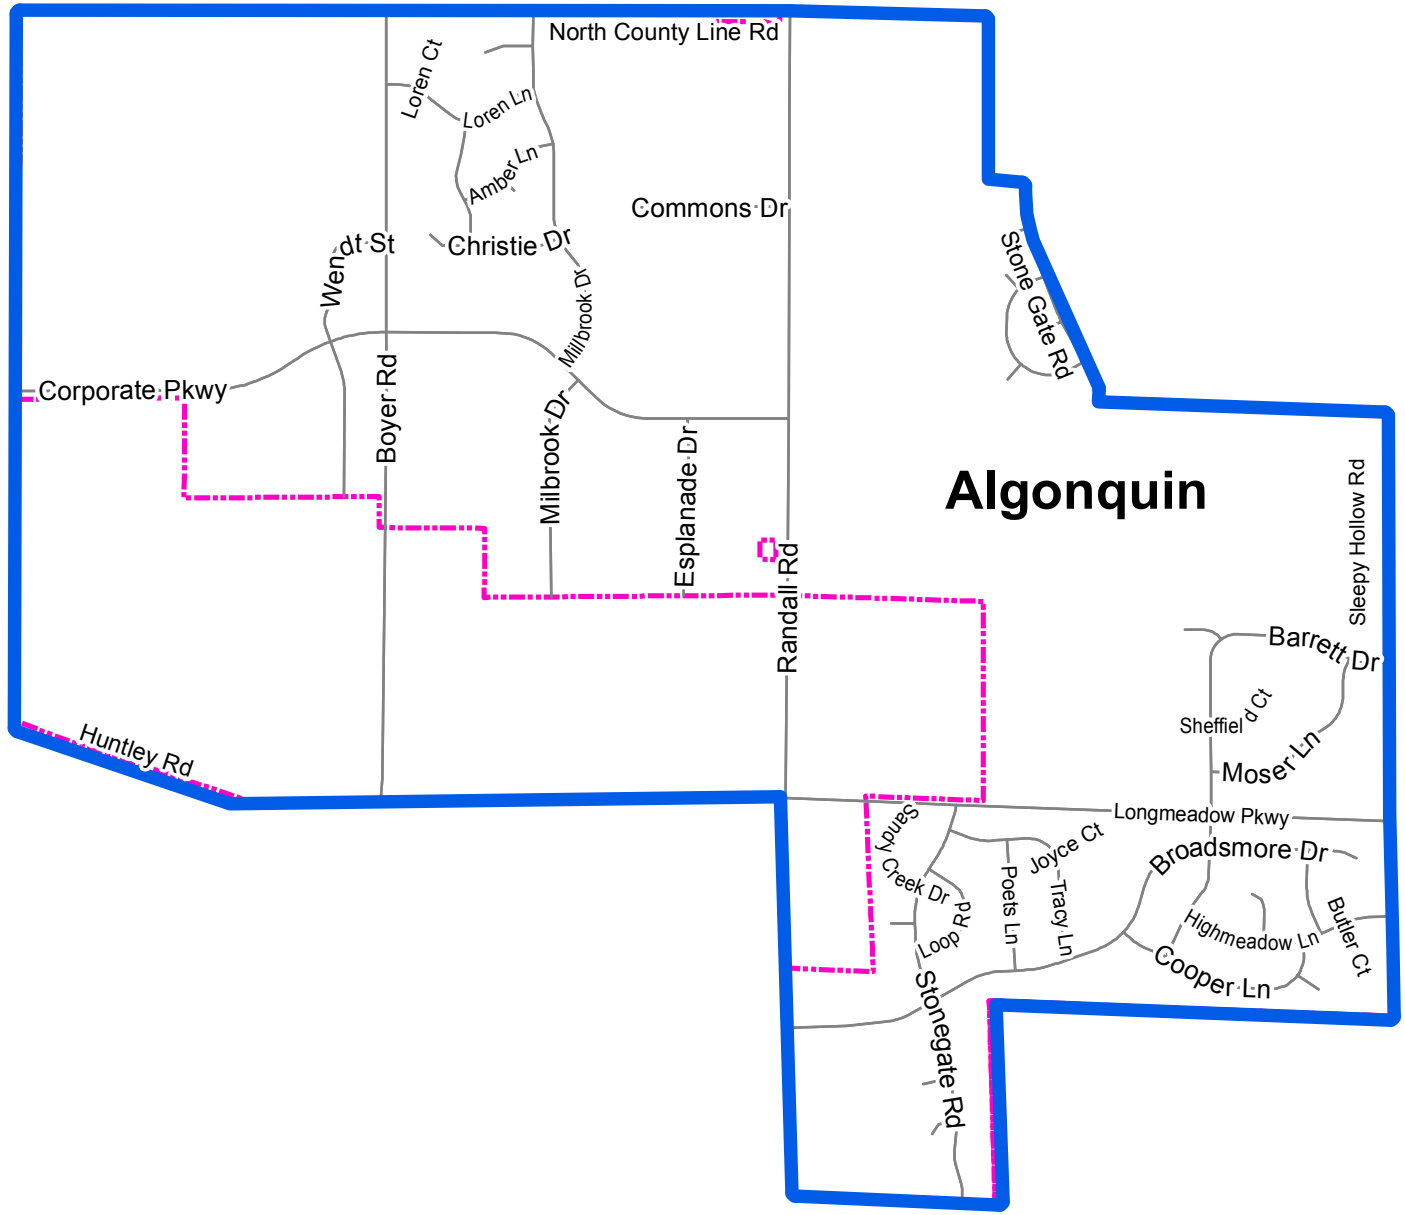 North County Line Rd
Loren Ct
Loren Ln
Amber Ln
Commons Dr
Wendt St
Christie Dr
Stone Gate Rd
Millbrook Dr
Corporate Pkwy
Boyer Rd
Milbrook Dr
Esplanade Dr
Algonquin
Sleepy Hollow Rd
Randall Rd
Barrett Dr
Sheffield Ct
Huntley Rd
Moser Ln
Longmeadow Pkwy
Sandy Creek Dr
Joyce Ct
Broadsmore Dr
Poets Ln
Tracy Ln
Loop Rd
Highmeadow Ln
Butler Ct
Cooper Ln
Stonegate Rd